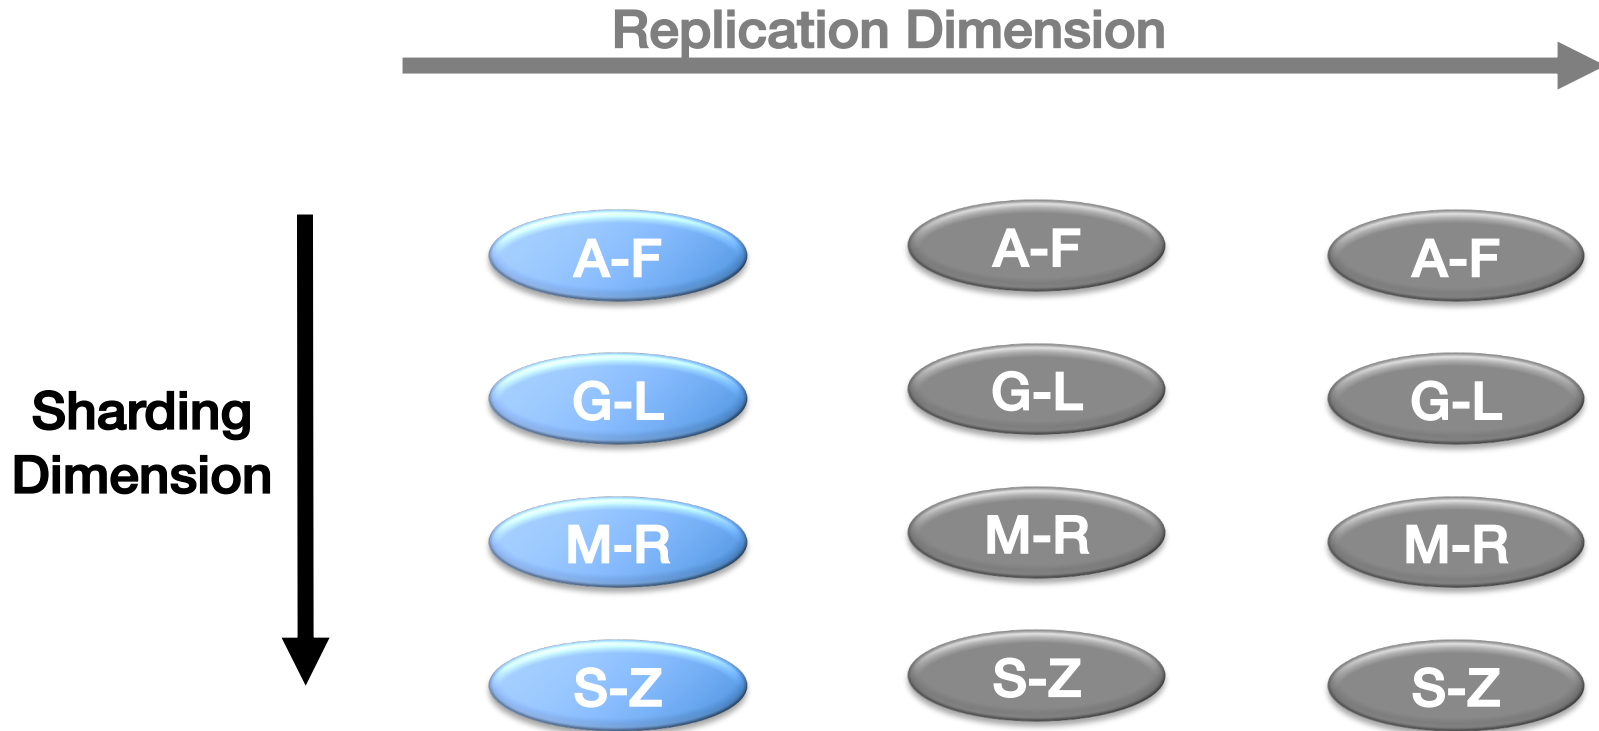 Replication Dimension
Sharding
Dimension
A-F
A-F
A-F
G-L
G-L
G-L
M-R
M-R
M-R
S-Z
S-Z
S-Z